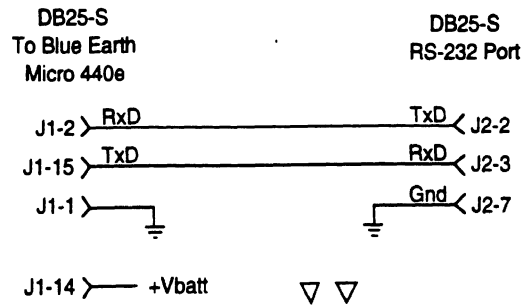 DB25-S
To Blue Earth
Micro 440e
DB25-S
RS-232 Port
J1-2 RxD TxD J2-2
J1-15 TxD RxD J2-3
J1-1 Gnd J2-7
J1-14 +Vbatt